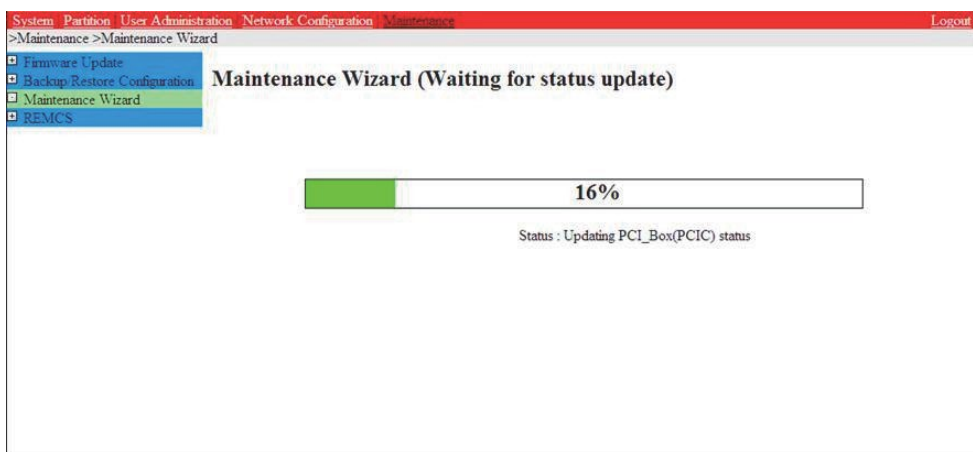 System Partition User Administration Network Configuration Maintenance Logout
>Maintenance >Maintenance Wizard
Firmware Update
Backup/Restore Configuration
Maintenance Wizard
REMCS
Maintenance Wizard (Waiting for status update)
16%
Status : Updating PCI_Box(PCIC) status